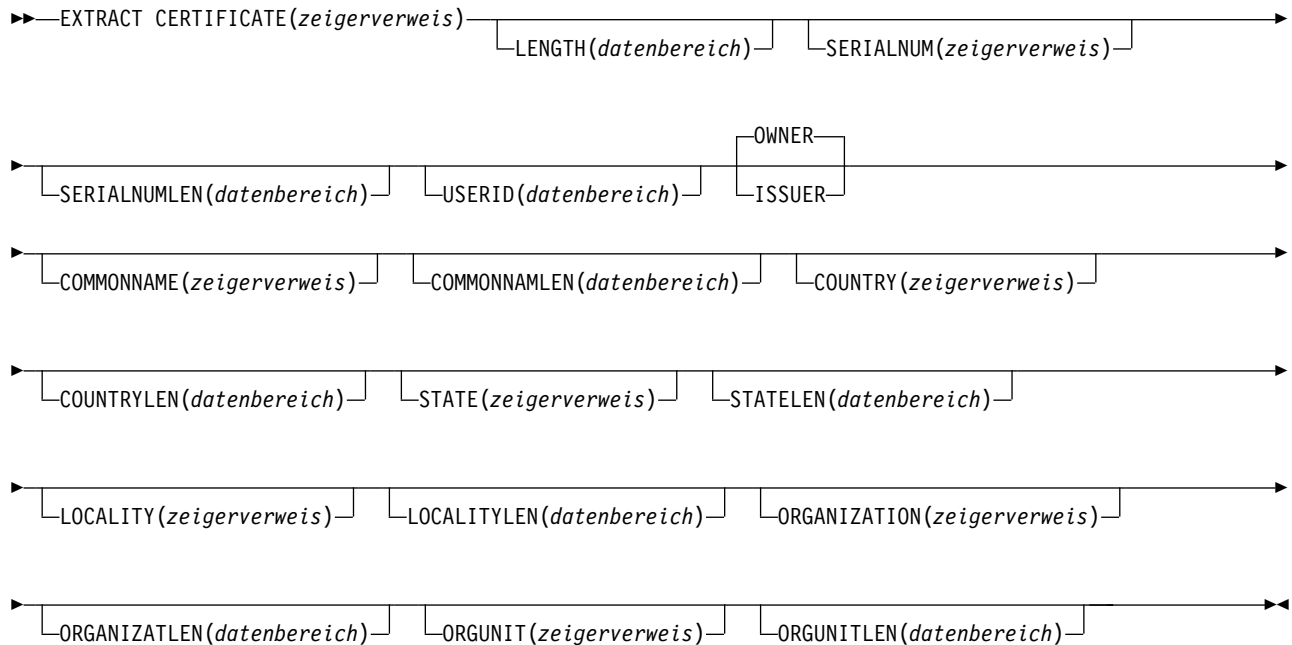 EXTRACT CERTIFICATE(zeigerverweis)
LENGTH(datenbereich) SERIALNUM(zeigerverweis)
OWNER
SERIALNUMLEN(datenbereich) USERID(datenbereich) ISSUER
COMMONNAME(zeigerverweis) COMMONNAMLEN(datenbereich) COUNTRY(zeigerverweis)
COUNTRYLEN(datenbereich) STATE(zeigerverweis) STATELEN(datenbereich)
LOCALITY(zeigerverweis) LOCALITYLEN(datenbereich) ORGANIZATION(zeigerverweis)
ORGANIZATLEN(datenbereich) ORGUNIT(zeigerverweis) ORGUNITLEN(datenbereich)